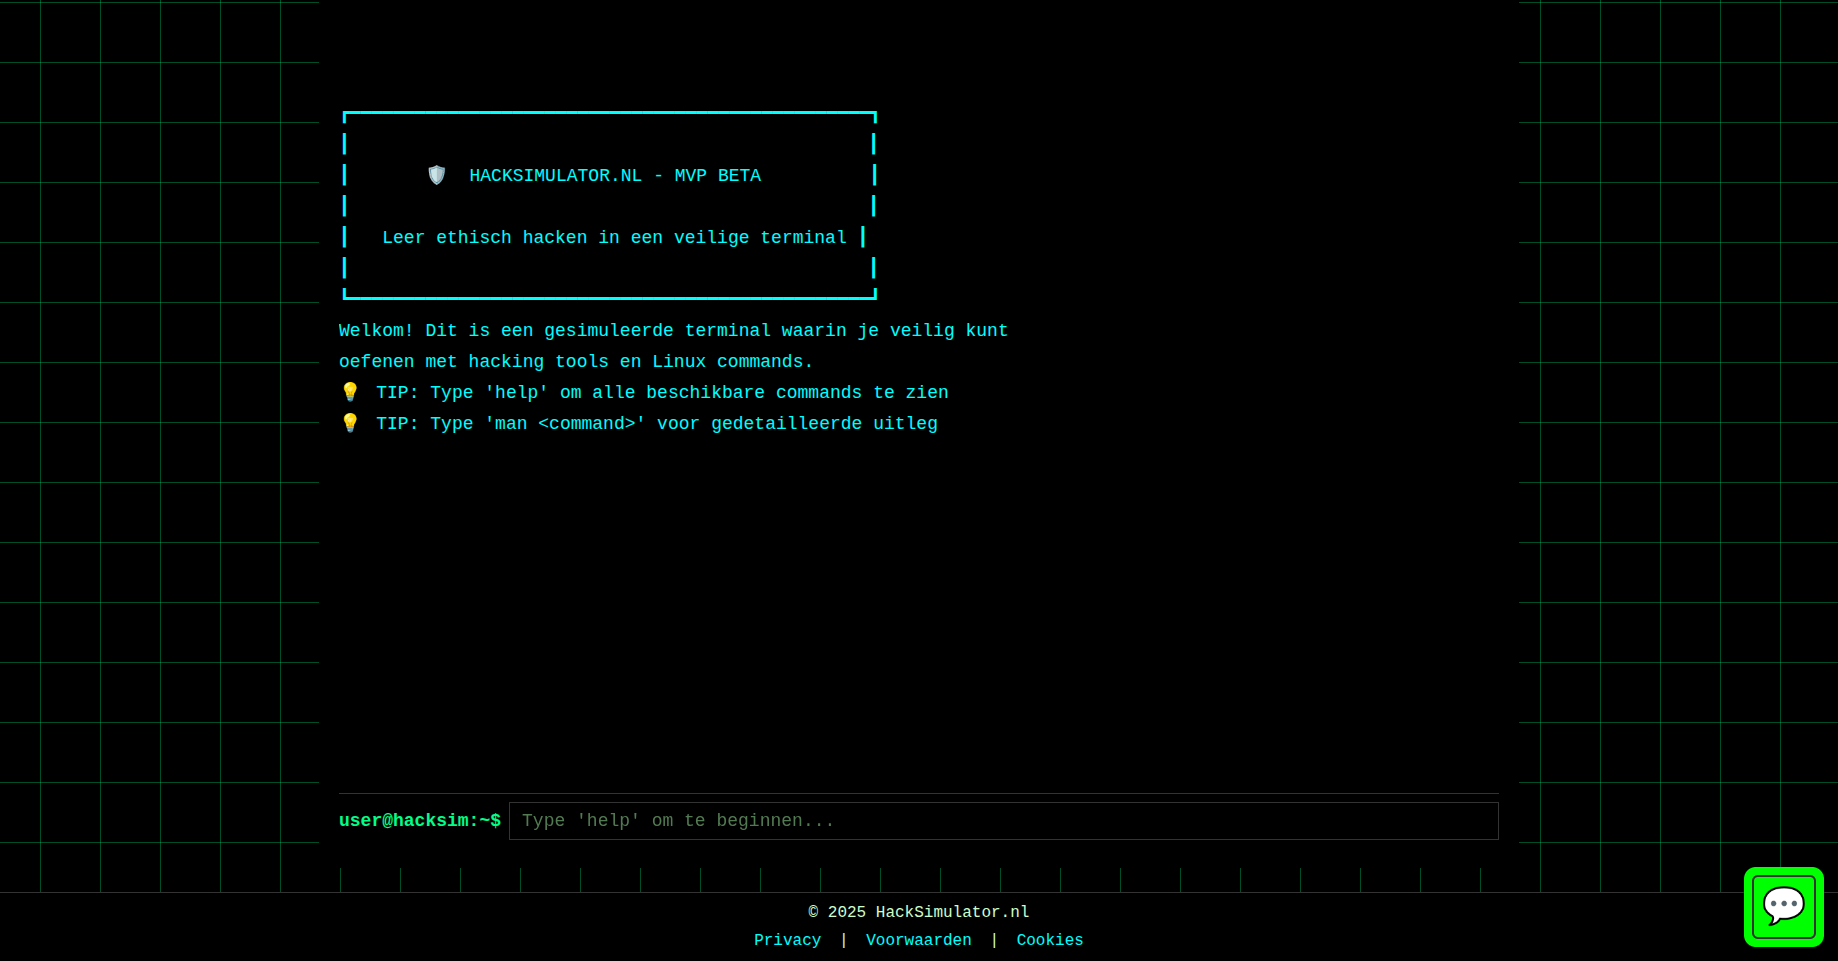 🛡️ HACKSIMULATOR.NL - MVP BETA
Leer ethisch hacken in een veilige terminal
Welkom! Dit is een gesimuleerde terminal waarin je veilig kunt
oefenen met hacking tools en Linux commands.
💡 TIP: Type 'help' om alle beschikbare commands te zien
💡 TIP: Type 'man <command>' voor gedetailleerde uitleg
user@hacksim:~$ Type 'help' om te beginnen...
© 2025 HackSimulator.nl
Privacy | Voorwaarden | Cookies